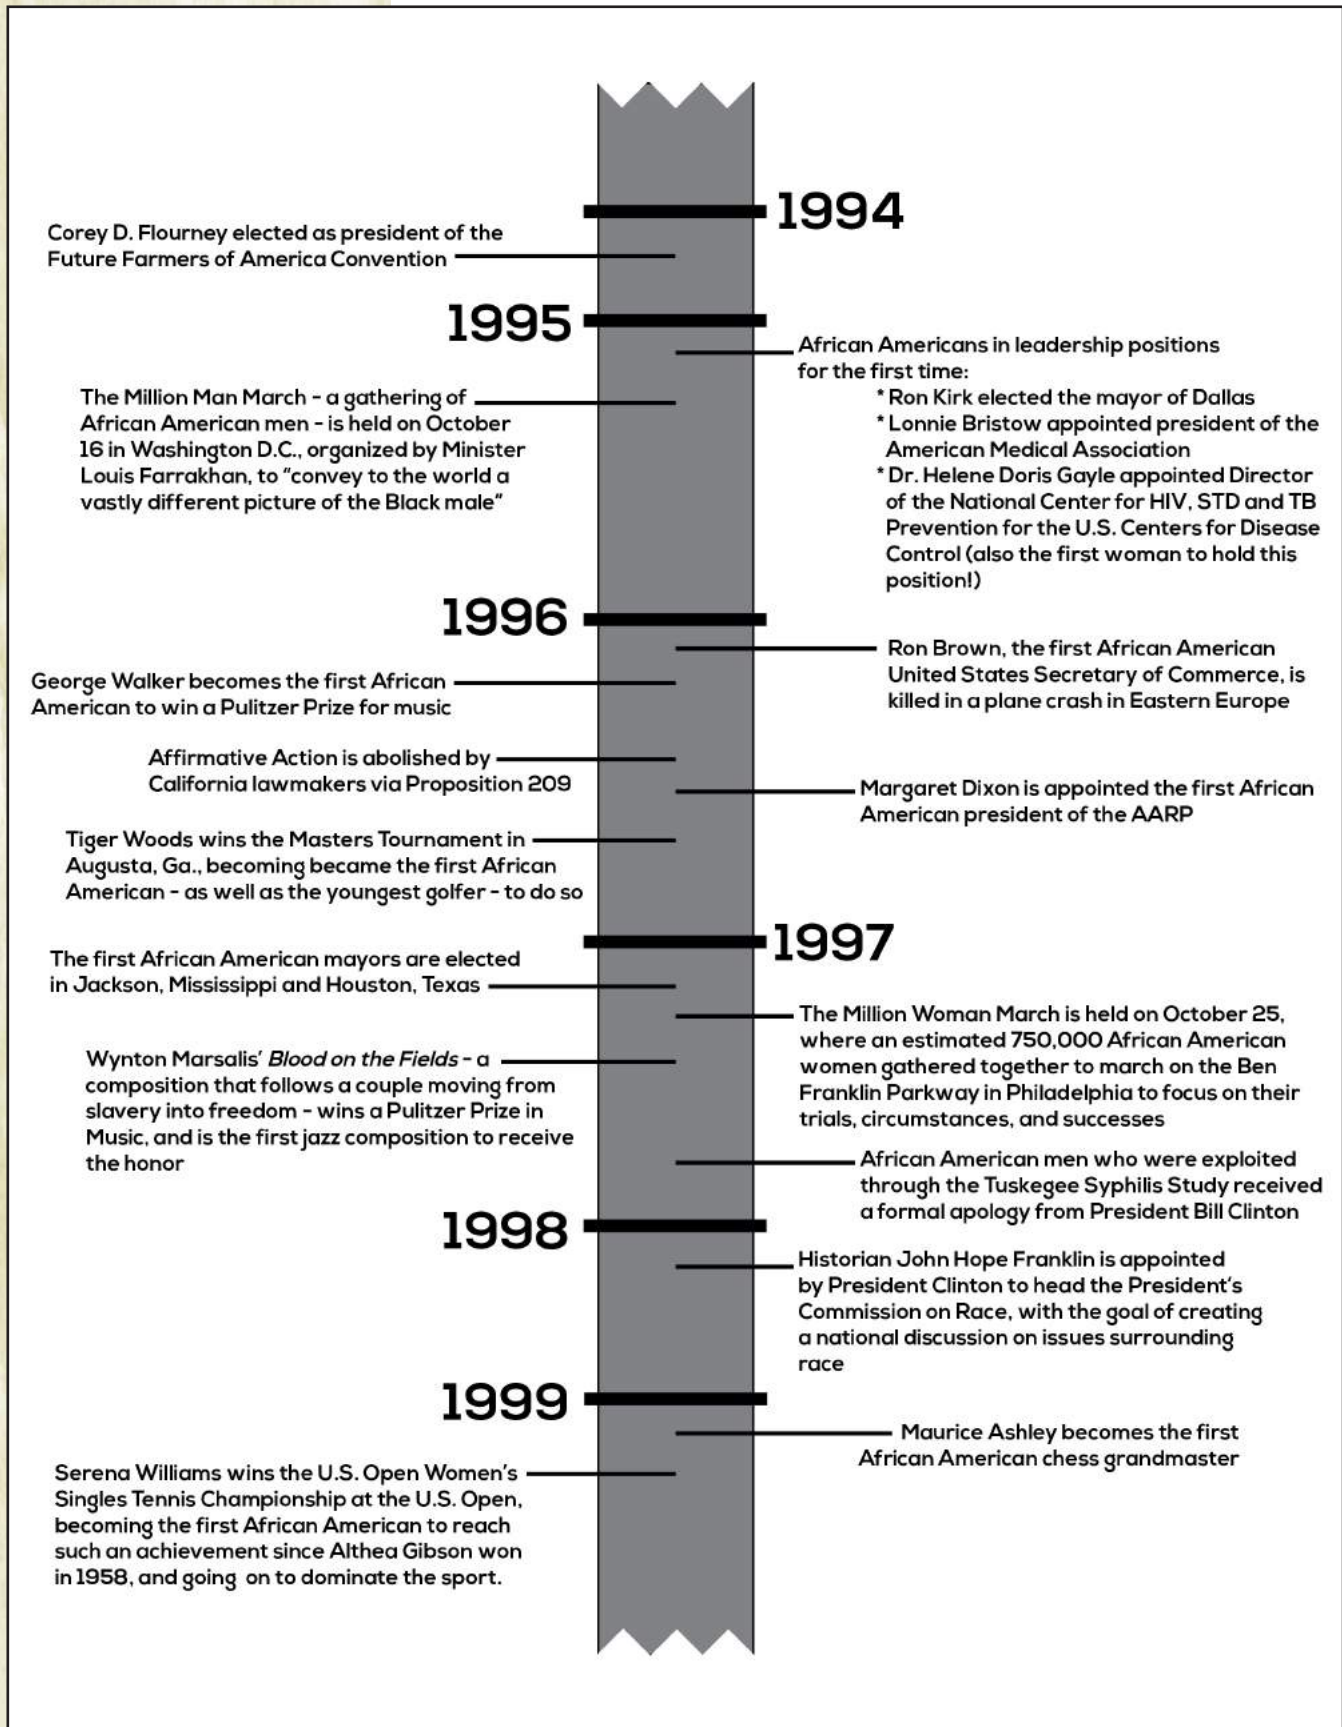 1994
Corey D. Flourney elected as president of the
Future Farmers of America Convention
1995
African Americans in leadership positions
for the first time:
* Ron Kirk elected the mayor of Dallas
* Lonnie Bristow appointed president of the
American Medical Association
* Dr. Helene Doris Gayle appointed Director
of the National Center for HIV, STD and TB
Prevention for the U.S. Centers for Disease
Control (also the first woman to hold this
position!)
The Million Man March - a gathering of
African American men - is held on October
16 in Washington D.C., organized by Minister
Louis Farrakhan, to "convey to the world a
vastly different picture of the Black male"
1996
Ron Brown, the first African American
United States Secretary of Commerce, is
killed in a plane crash in Eastern Europe
George Walker becomes the first African
American to win a Pulitzer Prize for music
Affirmative Action is abolished by
California lawmakers via Proposition 209
Margaret Dixon is appointed the first African
American president of the AARP
Tiger Woods wins the Masters Tournament in
Augusta, Ga., becoming became the first African
American - as well as the youngest golfer - to do so
1997
The first African American mayors are elected
in Jackson, Mississippi and Houston, Texas
The Million Woman March is held on October 25,
where an estimated 750,000 African American
women gathered together to march on the Ben
Franklin Parkway in Philadelphia to focus on their
trials, circumstances, and successes
Wynton Marsalis' Blood on the Fields - a
composition that follows a couple moving from
slavery into freedom - wins a Pulitzer Prize in
Music, and is the first jazz composition to receive
the honor
African American men who were exploited
through the Tuskegee Syphilis Study received
a formal apology from President Bill Clinton
1998
Historian John Hope Franklin is appointed
by President Clinton to head the President's
Commission on Race, with the goal of creating
a national discussion on issues surrounding
race
1999
Maurice Ashley becomes the first
African American chess grandmaster
Serena Williams wins the U.S. Open Women's
Singles Tennis Championship at the U.S. Open,
becoming the first African American to reach
such an achievement since Althea Gibson won
in 1958, and going on to dominate the sport.